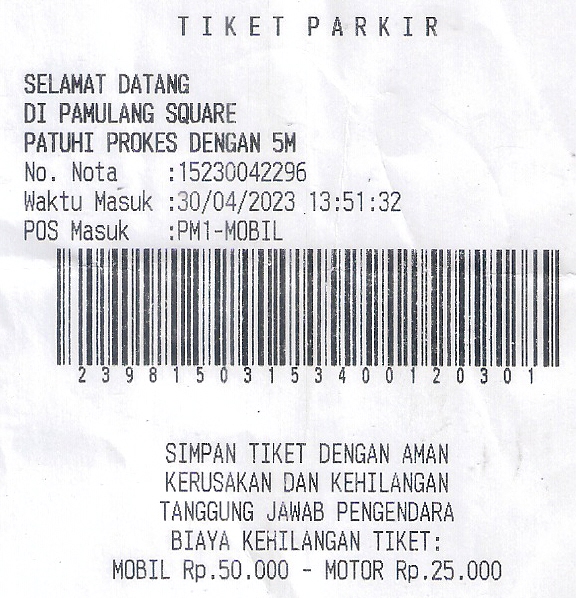 TIKET PARKIR
SELAMAT DATANG
DI PAMULANG SQUARE
PATUHI PROKES DENGAN 5M
No. Nota :15230042296
Waktu Masuk :30/04/2023 13:51:32
POS Masuk :PM1-MOBIL
23981503153400120301
SIMPAN TIKET DENGAN AMAN
KERUSAKAN DAN KEHILANGAN
TANGGUNG JAWAB PENGENDARA
BIAYA KEHILANGAN TIKET:
MOBIL Rp.50.000 - MOTOR Rp.25.000